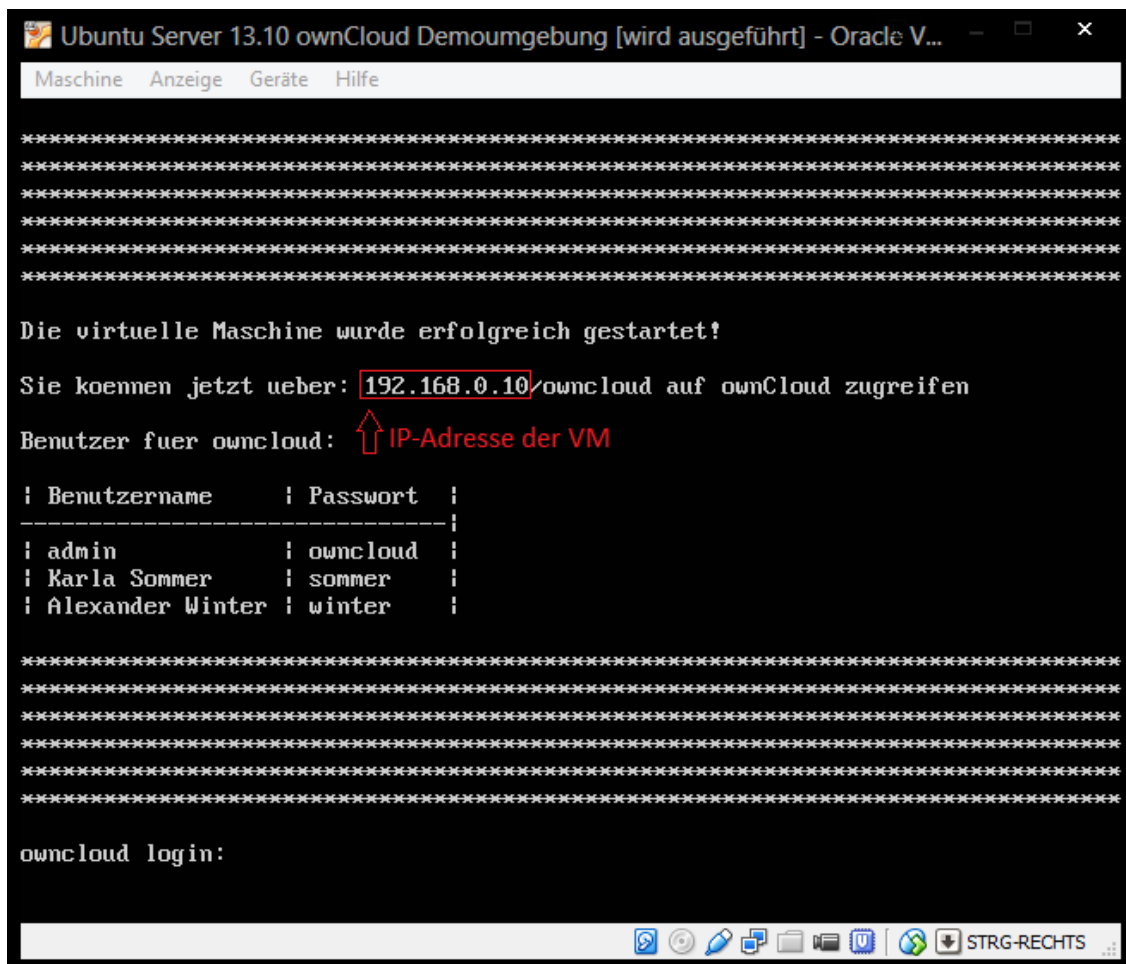 Ubuntu Server 13.10 ownCloud Demoumgebung [wird ausgeführt] - Oracle V...
Maschine Anzeige Geräte Hilfe
********************************************************************************
********************************************************************************
********************************************************************************
********************************************************************************
********************************************************************************
********************************************************************************
Die virtuelle Maschine wurde erfolgreich gestartet!
Sie koennen jetzt ueber: 192.168.0.10/owncloud auf ownCloud zugreifen
IP-Adresse der VM
Benutzer fuer owncloud:
¦ Benutzername ¦ Passwort ¦
-------------------------------¦
¦ admin ¦ owncloud ¦
¦ Karla Sommer ¦ sommer ¦
¦ Alexander Winter ¦ winter ¦
********************************************************************************
********************************************************************************
********************************************************************************
********************************************************************************
********************************************************************************
********************************************************************************
owncloud login:
STRG-RECHTS